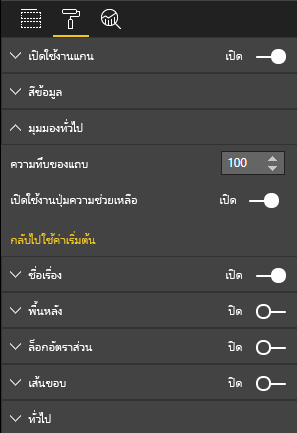 เปิดใช้งานแกน เปิด
สีข้อมูล
มุมมองทั่วไป
ความทึบของแถบ 100
เปิดใช้งานปุ่มความช่วยเหลือ เปิด
กลับไปใช้ค่าเริ่มต้น
ชื่อเรื่อง เปิด
พื้นหลัง ปิด
ล็อกอัตราส่วน ปิด
เส้นขอบ ปิด
ทั่วไป